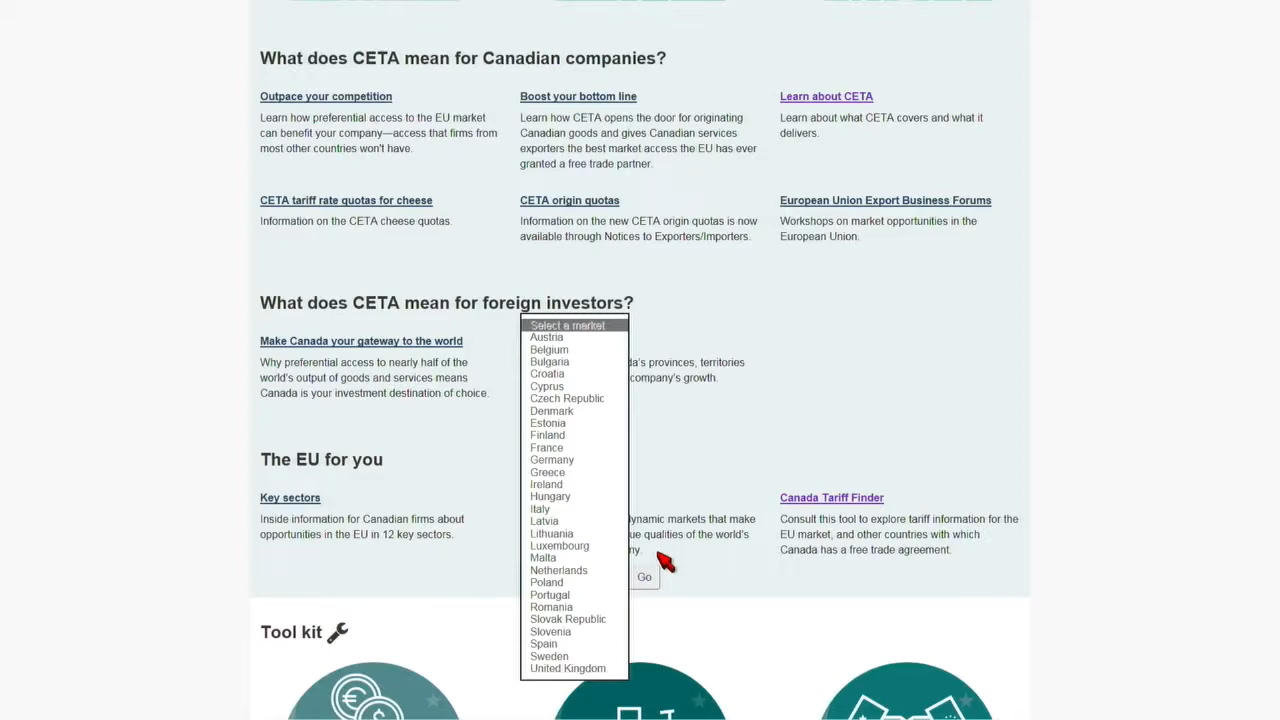 What does CETA mean for Canadian companies?
Outpace your competition
Learn how preferential access to the EU market
can benefit your company—access that firms from
most other countries won't have.
Boost your bottom line
Learn how CETA opens the door for originating
Canadian goods and gives Canadian services
exporters the best market access the EU has ever
granted a free trade partner.
Learn about CETA
Learn about what CETA covers and what it
delivers.
CETA tariff rate quotas for cheese
Information on the CETA cheese quotas.
CETA origin quotas
Information on the new CETA origin quotas is now
available through Notices to Exporters/Importers.
European Union Export Business Forums
Workshops on market opportunities in the
European Union.
What does CETA mean for foreign investors?
Make Canada your gateway to the world
Why preferential access to nearly half of the
world's output of goods and services means
Canada is your investment destination of choice.
da's provinces, territories
company's growth.
Select a market
Austria
Belgium
Bulgaria
Croatia
Cyprus
Czech Republic
Denmark
Estonia
Finland
France
Germany
Greece
Ireland
Hungary
Italy
Latvia
Lithuania
Luxembourg
Malta
Netherlands
Poland
Portugal
Romania
Slovak Republic
Slovenia
Spain
Sweden
United Kingdom
The EU for you
Key sectors
Inside information for Canadian firms about
opportunities in the EU in 12 key sectors.
dynamic markets that make
ue qualities of the world's
ny.
Go
Canada Tariff Finder
Consult this tool to explore tariff information for the
EU market, and other countries with which
Canada has a free trade agreement.
Tool kit